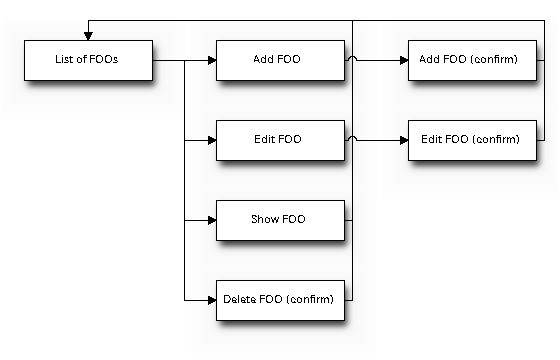 List of FOOs
Add FOO
Add FOO (confirm)
Edit FOO
Edit FOO (confirm)
Show FOO
Delete FOO (confirm)